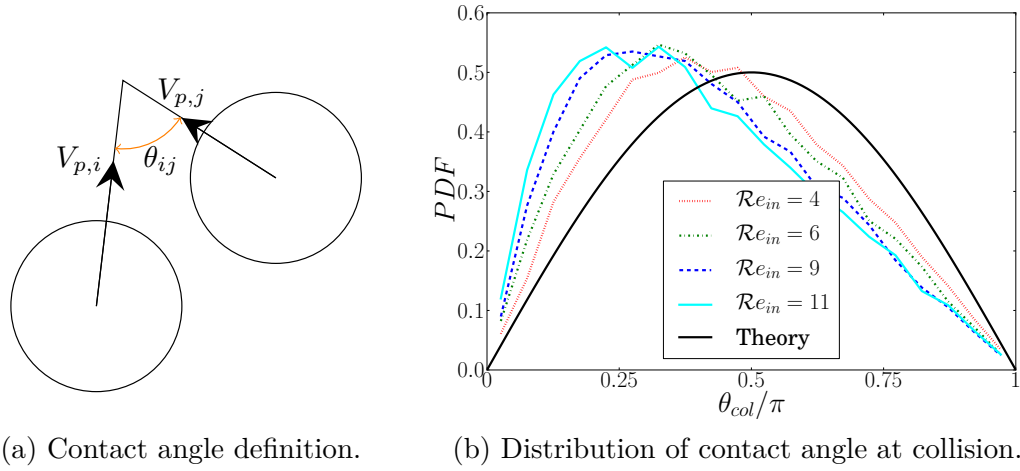 V_{p,j}
V_{p,i}
θ_{ij}
(a) Contact angle definition.
0.6
0.5
0.4
0.3
0.2
0.1
0.0
PDF
Re_{in} = 4
Re_{in} = 6
Re_{in} = 9
Re_{in} = 11
Theory
0 0.25 0.5 0.75 1
θ_{col}/π
(b) Distribution of contact angle at collision.